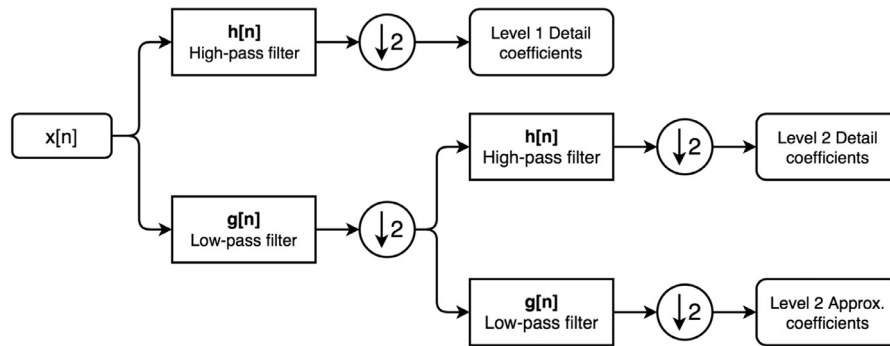 h[n]
High-pass filter
↓2
Level 1 Detail
coefficients
x[n]
h[n]
High-pass filter
↓2
Level 2 Detail
coefficients
g[n]
Low-pass filter
↓2
g[n]
Low-pass filter
↓2
Level 2 Approx.
coefficients